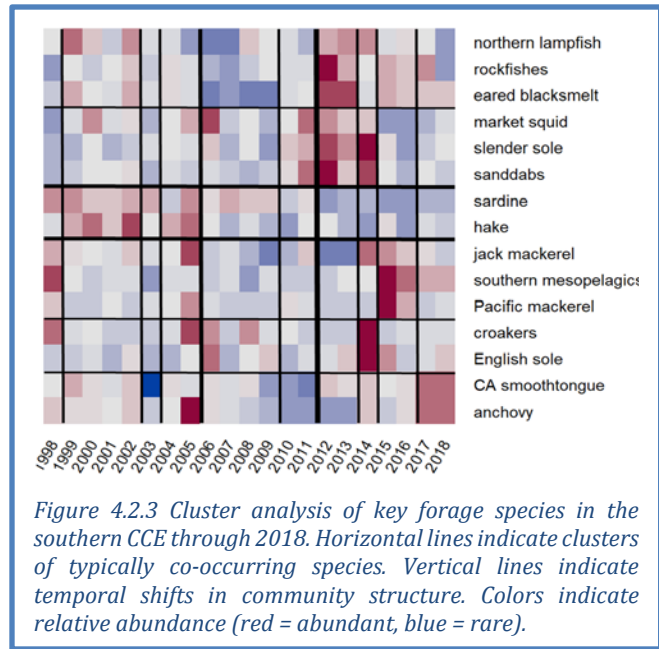 northern lampfish
rockfishes
eared blacksmelt
market squid
slender sole
sanddabs
sardine
hake
jack mackerel
southern mesopelagics
Pacific mackerel
croakers
English sole
CA smoothtongue
anchovy
1998 1999 2000 2001 2002 2003 2004 2005 2006 2007 2008 2009 2010 2011 2012 2013 2014 2015 2016 2017 2018
Figure 4.2.3 Cluster analysis of key forage species in the
southern CCE through 2018. Horizontal lines indicate clusters
of typically co-occurring species. Vertical lines indicate
temporal shifts in community structure. Colors indicate
relative abundance (red = abundant, blue = rare).